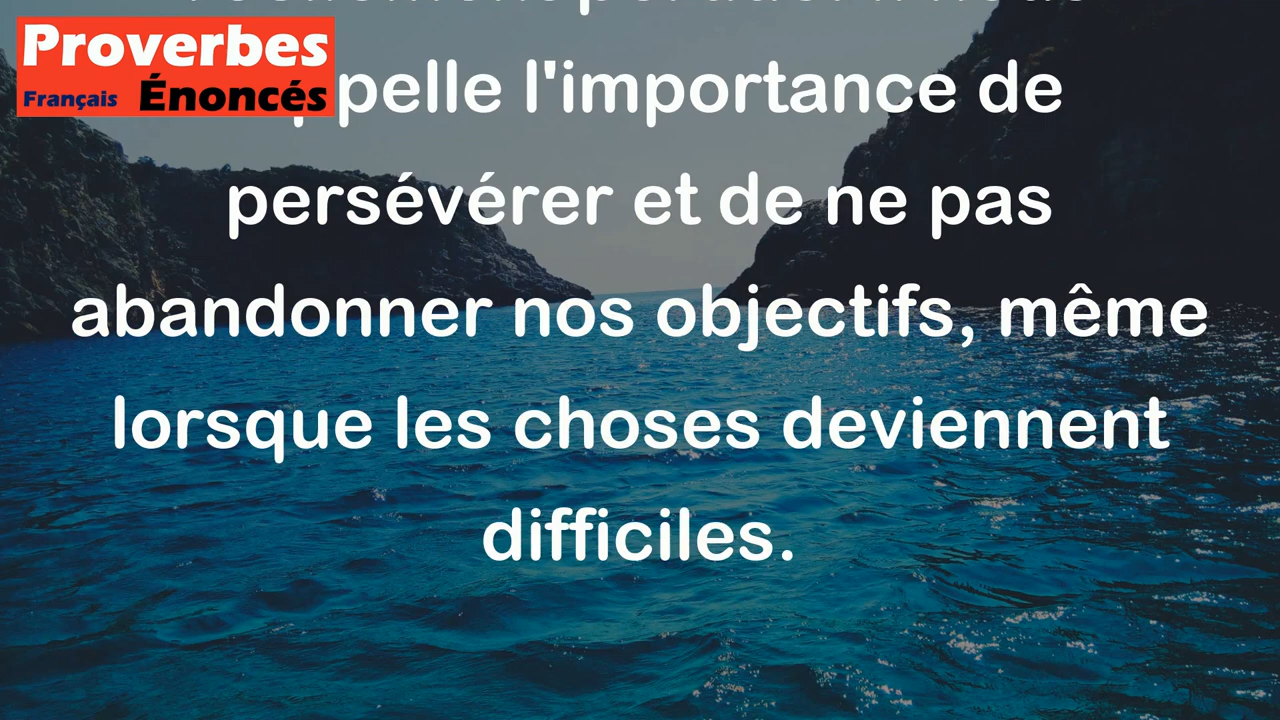 Proverbes
Français Énoncés
pelle l'importance de
persévérer et de ne pas
abandonner nos objectifs, même
lorsque les choses deviennent
difficiles.